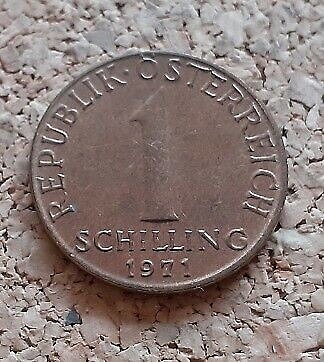 REPUBLIK·ÖSTERREICH
1
SCHILLING
1971